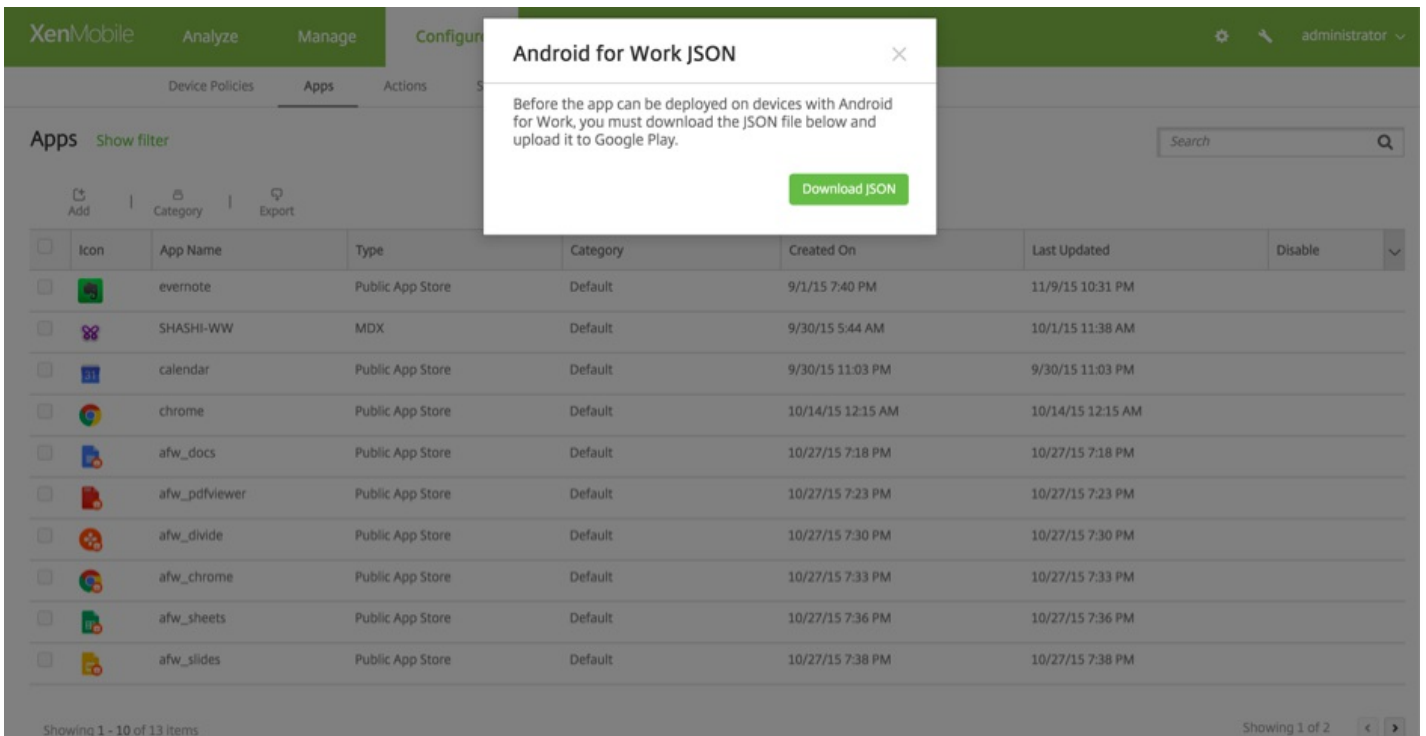 XenMobile Analyze Manage Configur administrator
Android for Work JSON
Device Policies Apps Actions S
Before the app can be deployed on devices with Android
for Work, you must download the JSON file below and
upload it to Google Play.
Apps Show filter
Search
Download JSON
Add | Category | Export
Icon App Name Type Category Created On Last Updated Disable
evernote Public App Store Default 9/1/15 7:40 PM 11/9/15 10:31 PM
SHASHI-WW MDX Default 9/30/15 5:44 AM 10/1/15 11:38 AM
31 calendar Public App Store Default 9/30/15 11:03 PM 9/30/15 11:03 PM
chrome Public App Store Default 10/14/15 12:15 AM 10/14/15 12:15 AM
afw_docs Public App Store Default 10/27/15 7:18 PM 10/27/15 7:18 PM
afw_pdfviewer Public App Store Default 10/27/15 7:23 PM 10/27/15 7:23 PM
afw_divide Public App Store Default 10/27/15 7:30 PM 10/27/15 7:30 PM
afw_chrome Public App Store Default 10/27/15 7:33 PM 10/27/15 7:33 PM
afw_sheets Public App Store Default 10/27/15 7:36 PM 10/27/15 7:36 PM
afw_slides Public App Store Default 10/27/15 7:38 PM 10/27/15 7:38 PM
Showing 1 - 10 of 13 items Showing 1 of 2